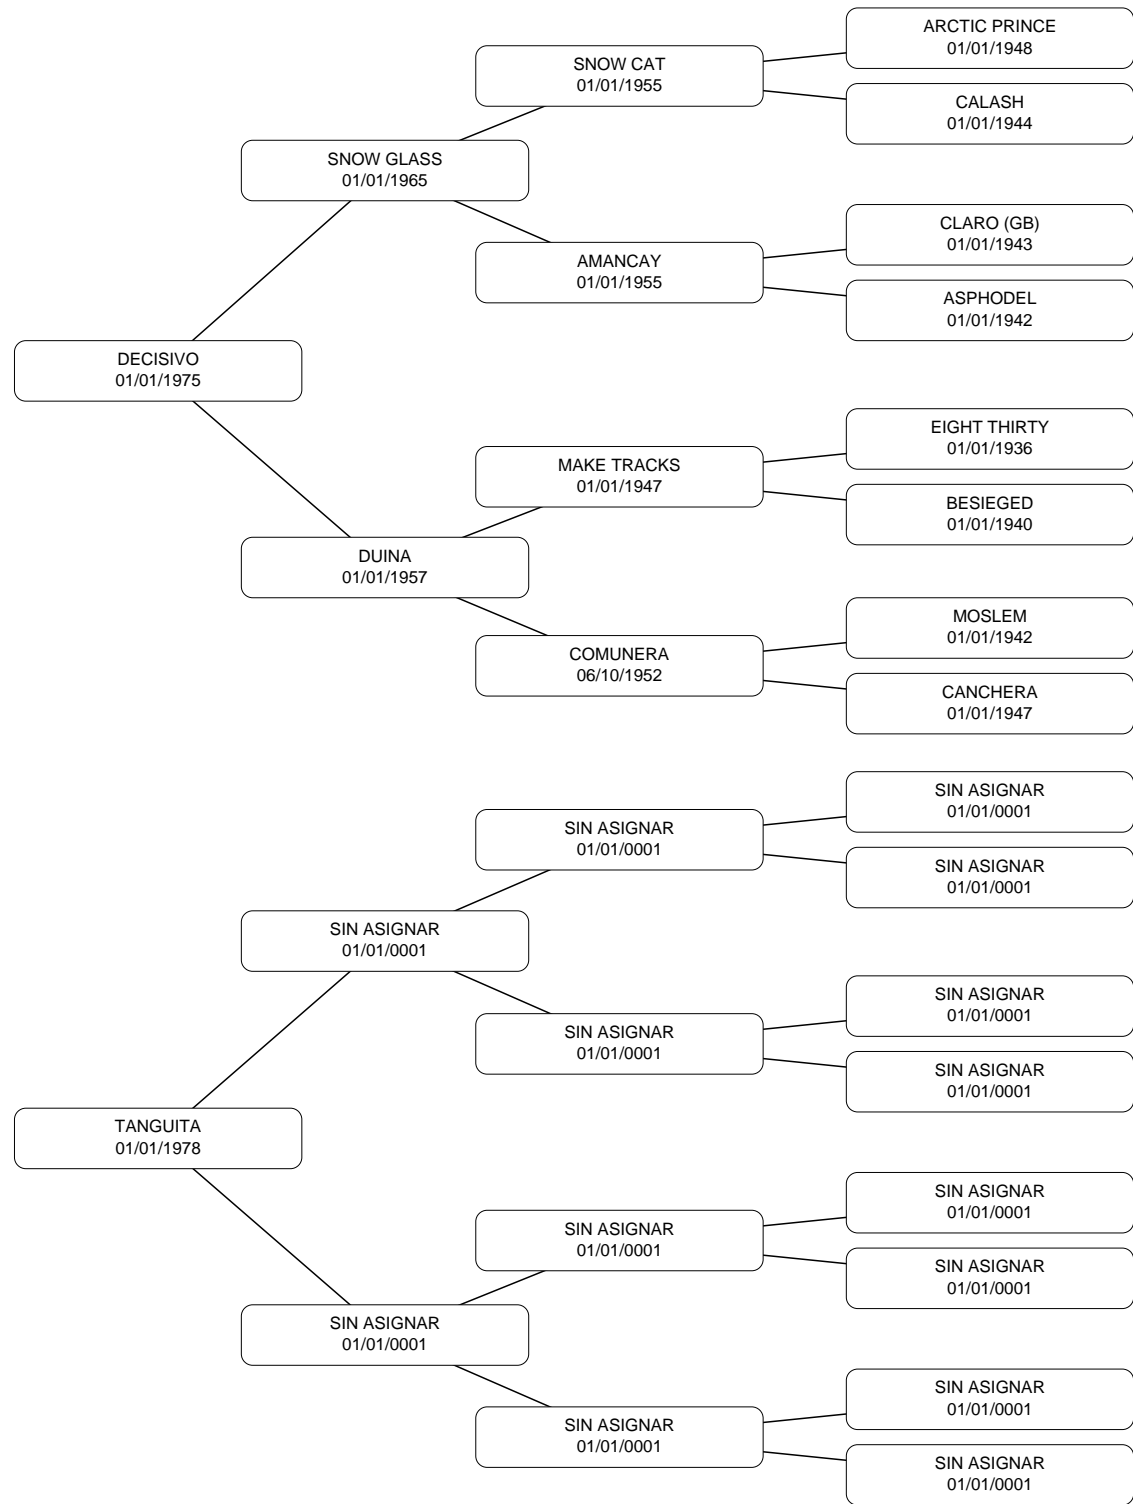 ARCTIC PRINCE
01/01/1948
SNOW CAT
01/01/1955
CALASH
01/01/1944
SNOW GLASS
01/01/1965
CLARO (GB)
01/01/1943
AMANCAY
01/01/1955
ASPHODEL
01/01/1942
DECISIVO
01/01/1975
EIGHT THIRTY
01/01/1936
MAKE TRACKS
01/01/1947
BESIEGED
01/01/1940
DUINA
01/01/1957
MOSLEM
01/01/1942
COMUNERA
06/10/1952
CANCHERA
01/01/1947
SIN ASIGNAR
01/01/0001
SIN ASIGNAR
01/01/0001
SIN ASIGNAR
01/01/0001
SIN ASIGNAR
01/01/0001
SIN ASIGNAR
01/01/0001
SIN ASIGNAR
01/01/0001
SIN ASIGNAR
01/01/0001
TANGUITA
01/01/1978
SIN ASIGNAR
01/01/0001
SIN ASIGNAR
01/01/0001
SIN ASIGNAR
01/01/0001
SIN ASIGNAR
01/01/0001
SIN ASIGNAR
01/01/0001
SIN ASIGNAR
01/01/0001
SIN ASIGNAR
01/01/0001